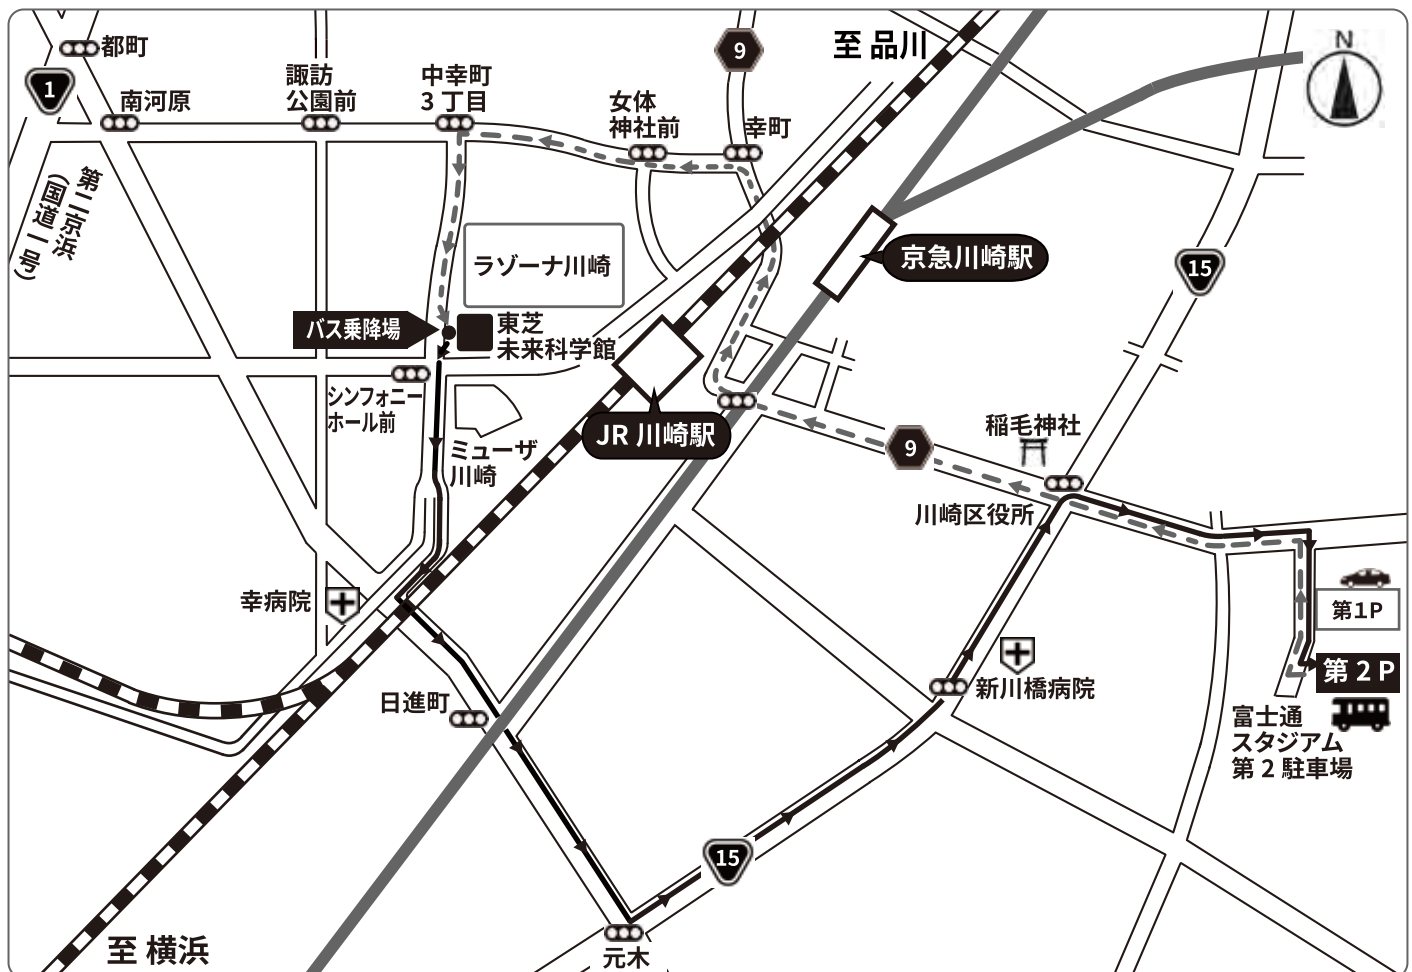 都町
1
南河原
諏訪
公園前
中幸町
3丁目
女体
神社前
9
幸町
至 品川
N
第二京浜
(国道一号)
ラゾーナ川崎
京急川崎駅
15
バス乗降場
東芝
未来科学館
シンフォニー
ホール前
ミューザ
川崎
JR 川崎駅
9
稲毛神社
川崎区役所
幸病院
第1P
第 2 P
日進町
新川橋病院
富士通
スタジアム
第 2 駐車場
15
至 横浜
元木